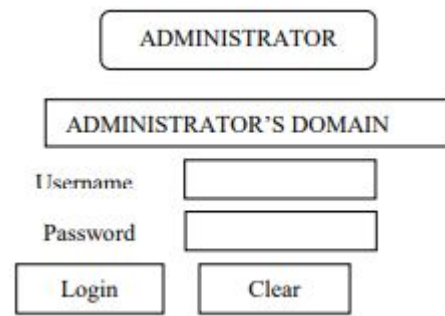 ADMINISTRATOR
ADMINISTRATOR'S DOMAIN
Username
Password
Login Clear